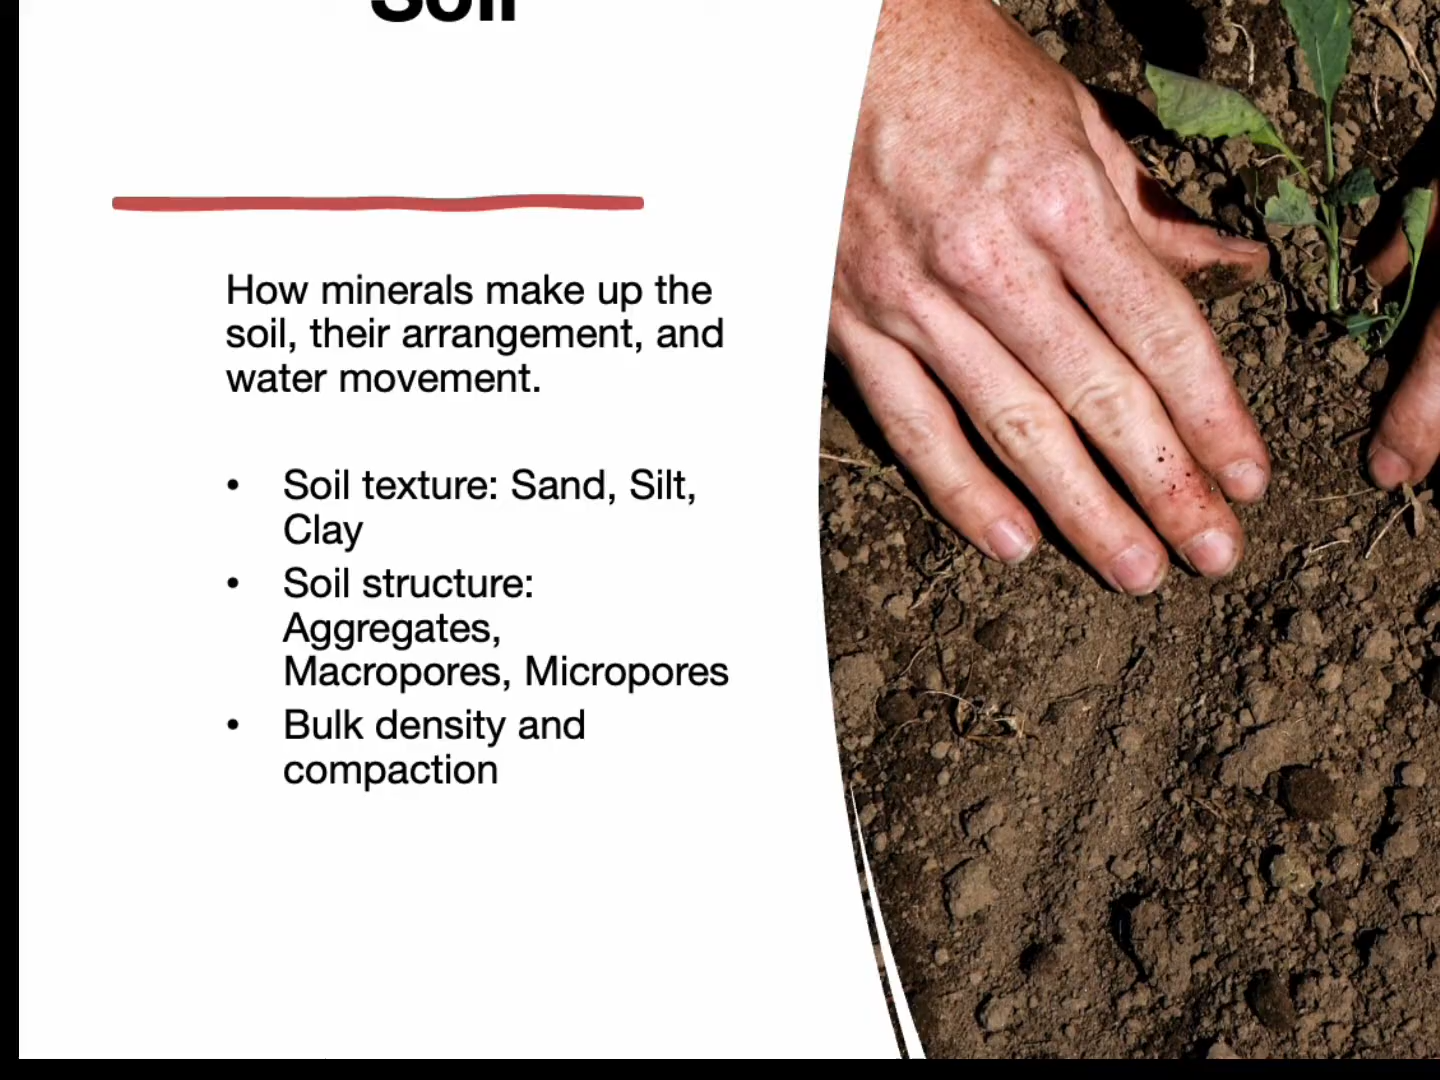 Soil
How minerals make up the
soil, their arrangement, and
water movement.
• Soil texture: Sand, Silt,
Clay
• Soil structure:
Aggregates,
Macropores, Micropores
• Bulk density and
compaction